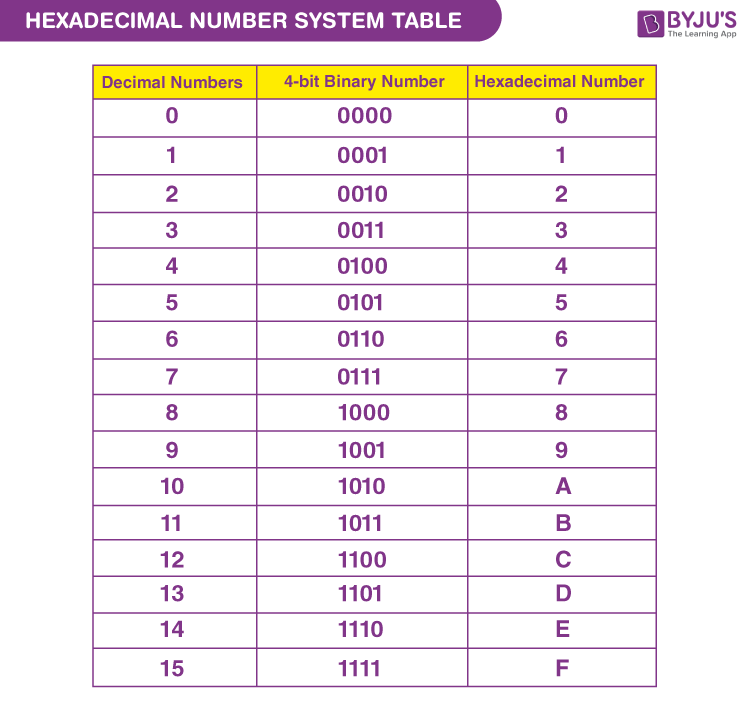 HEXADECIMAL NUMBER SYSTEM TABLE
BYJU'S
The Learning App
Decimal Numbers 4-bit Binary Number Hexadecimal Number
0 0000 0
1 0001 1
2 0010 2
3 0011 3
4 0100 4
5 0101 5
6 0110 6
7 0111 7
8 1000 8
9 1001 9
10 1010 A
11 1011 B
12 1100 C
13 1101 D
14 1110 E
15 1111 F